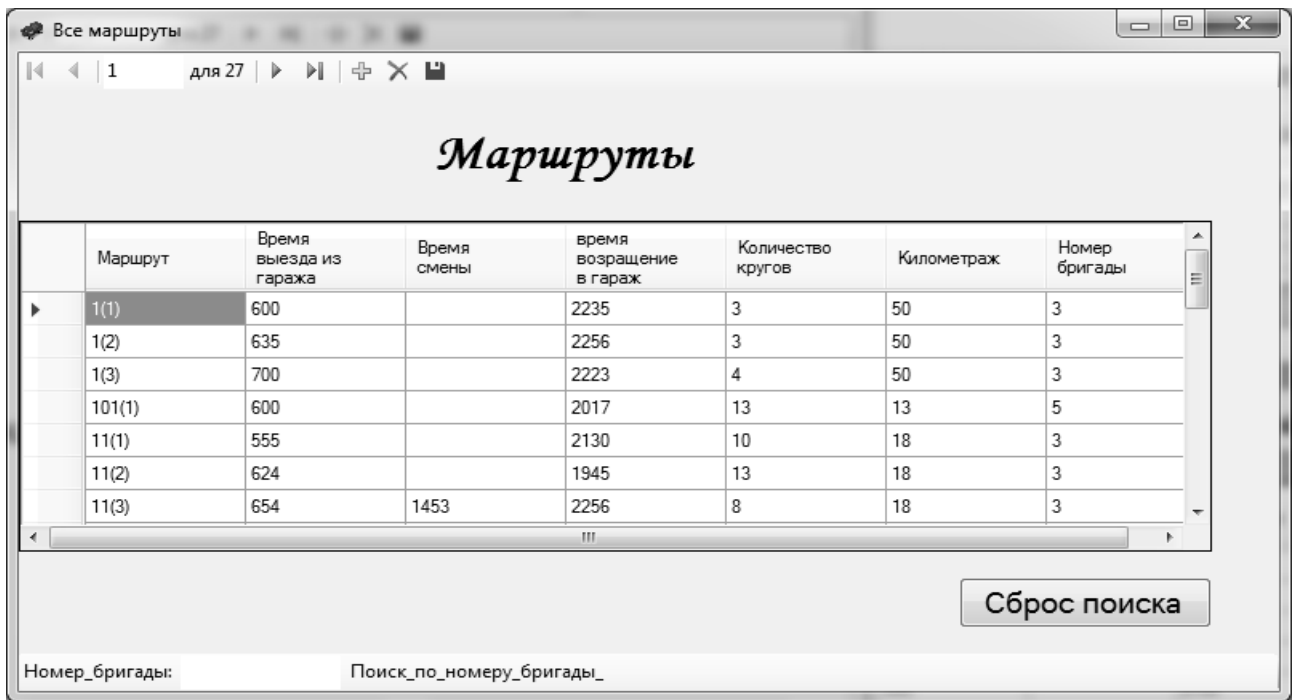 Все маршруты
1 для 27
Маршруты
Маршрут Время выезда из гаража Время смены время возращение в гараж Количество кругов Километраж Номер бригады
1(1) 600 2235 3 50 3
1(2) 635 2256 3 50 3
1(3) 700 2223 4 50 3
101(1) 600 2017 13 13 5
11(1) 555 2130 10 18 3
11(2) 624 1945 13 18 3
11(3) 654 1453 2256 8 18 3
Сброс поиска
Номер_бригады: Поиск_по_номеру_бригады_